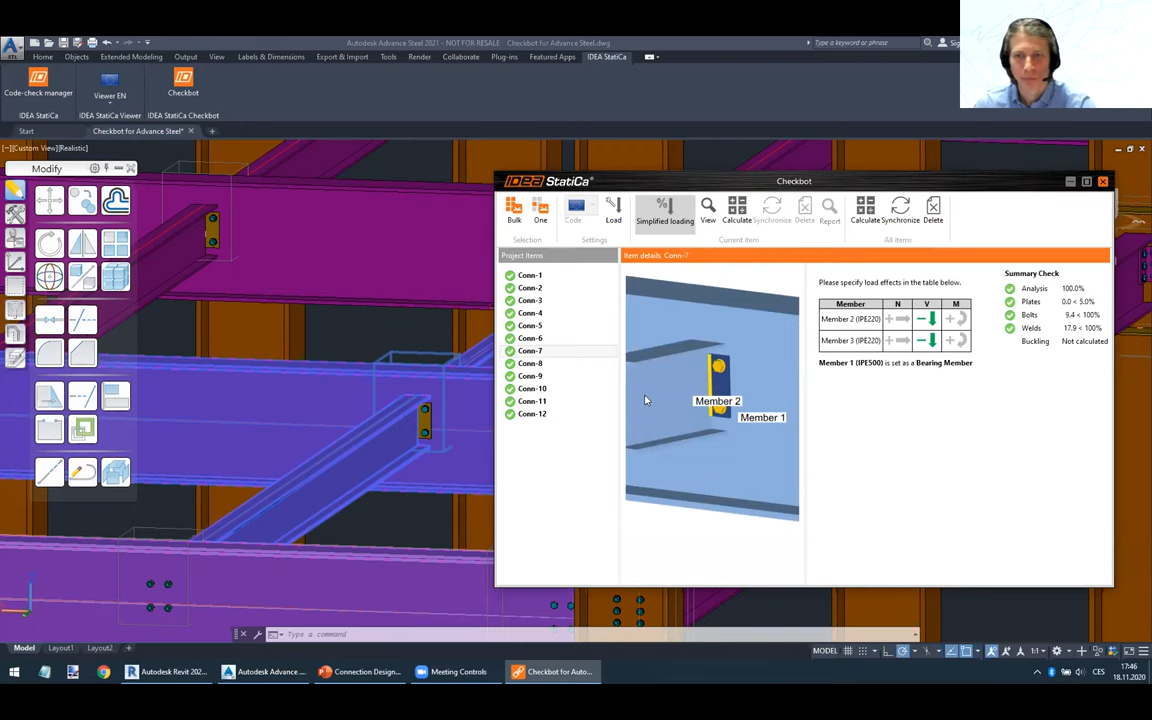 Autodesk Advance Steel 2021 - NOT FOR RESALE Checkbot for Advance Steel.dwg
Type a keyword or phrase
Home Objects Extended Modeling Output View Labels & Dimensions Export & Import Tools Render Collaborate Plug-ins Featured Apps IDEA StatiCa
Code-check manager Viewer EN Checkbot
IDEA StatiCa IDEA StatiCa Viewer IDEA StatiCa Checkbot
Start Checkbot for Advance Steel*
[−][Custom View][Realistic]
Modify
IDEA StatiCa® Checkbot
Bulk One Code Load Simplified loading View Calculate Synchronize Delete Report Calculate Synchronize Delete
Selection Settings Current item All items
Project Items
Conn-1
Conn-2
Conn-3
Conn-4
Conn-5
Conn-6
Conn-7
Conn-8
Conn-9
Conn-10
Conn-11
Conn-12
Item details Conn-7
Member 2
Member 1
Please specify load effects in the table below.
Member N V M
Member 2 (IPE220)
Member 3 (IPE220)
Member 1 (IPE500) is set as a Bearing Member
Summary Check
Analysis 100.0%
Plates 0.0 < 5.0%
Bolts 9.4 < 100%
Welds 17.9 < 100%
Buckling Not calculated
Type a command
Model Layout1 Layout2
MODEL 1:1
Autodesk Revit 202... Autodesk Advance ... Connection Design... Meeting Controls Checkbot for Auto...
CES
17:46
18.11.2020